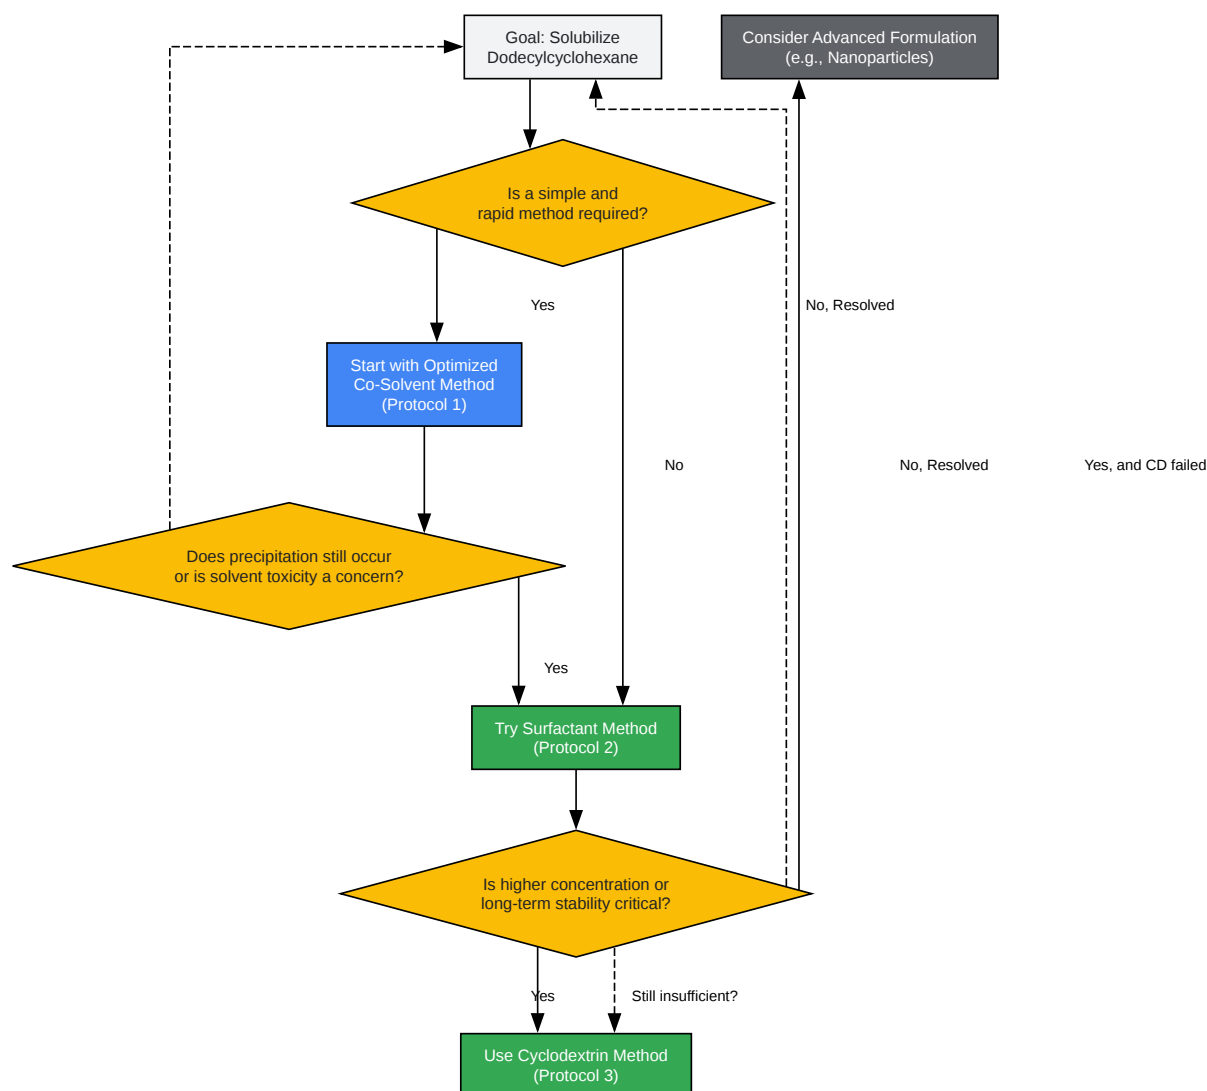 Goal: Solubilize
Dodecylcyclohexane
Consider Advanced Formulation
(e.g., Nanoparticles)
Is a simple and
rapid method required?
Yes
No, Resolved
Start with Optimized
Co-Solvent Method
(Protocol 1)
No
No, Resolved
Yes, and CD failed
Does precipitation still occur
or is solvent toxicity a concern?
Yes
Try Surfactant Method
(Protocol 2)
Is higher concentration or
long-term stability critical?
Yes
Still insufficient?
Use Cyclodextrin Method
(Protocol 3)